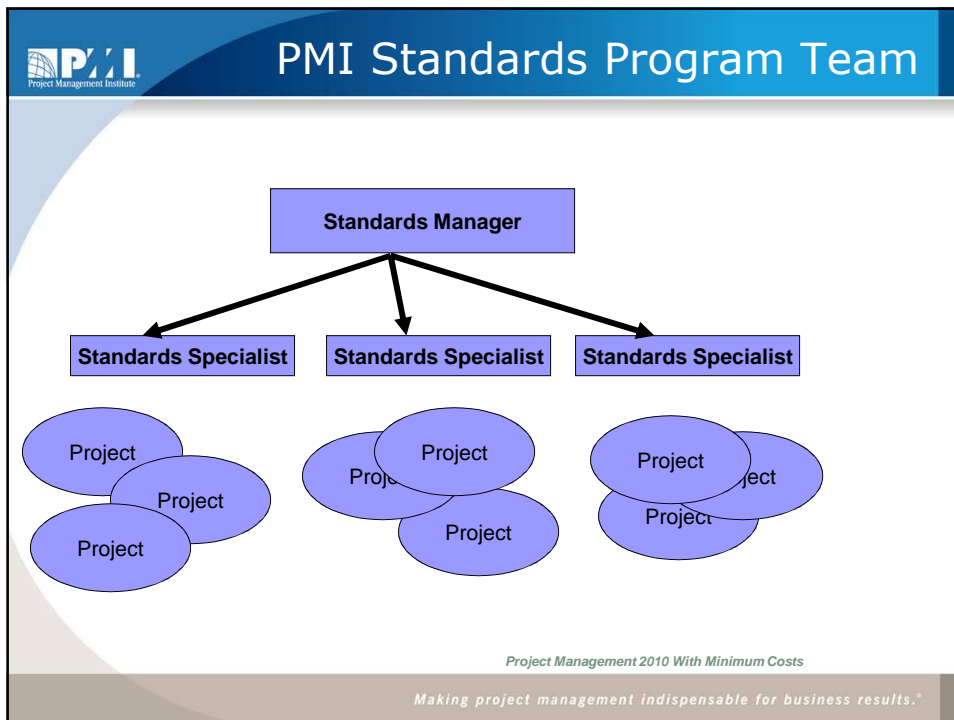 PMI
Project Management Institute
PMI Standards Program Team
Standards Manager
Standards Specialist
Standards Specialist
Standards Specialist
Project
Project
Project
Project
Project
Project
Project
Project
Project Management 2010 With Minimum Costs
Making project management indispensable for business results.®